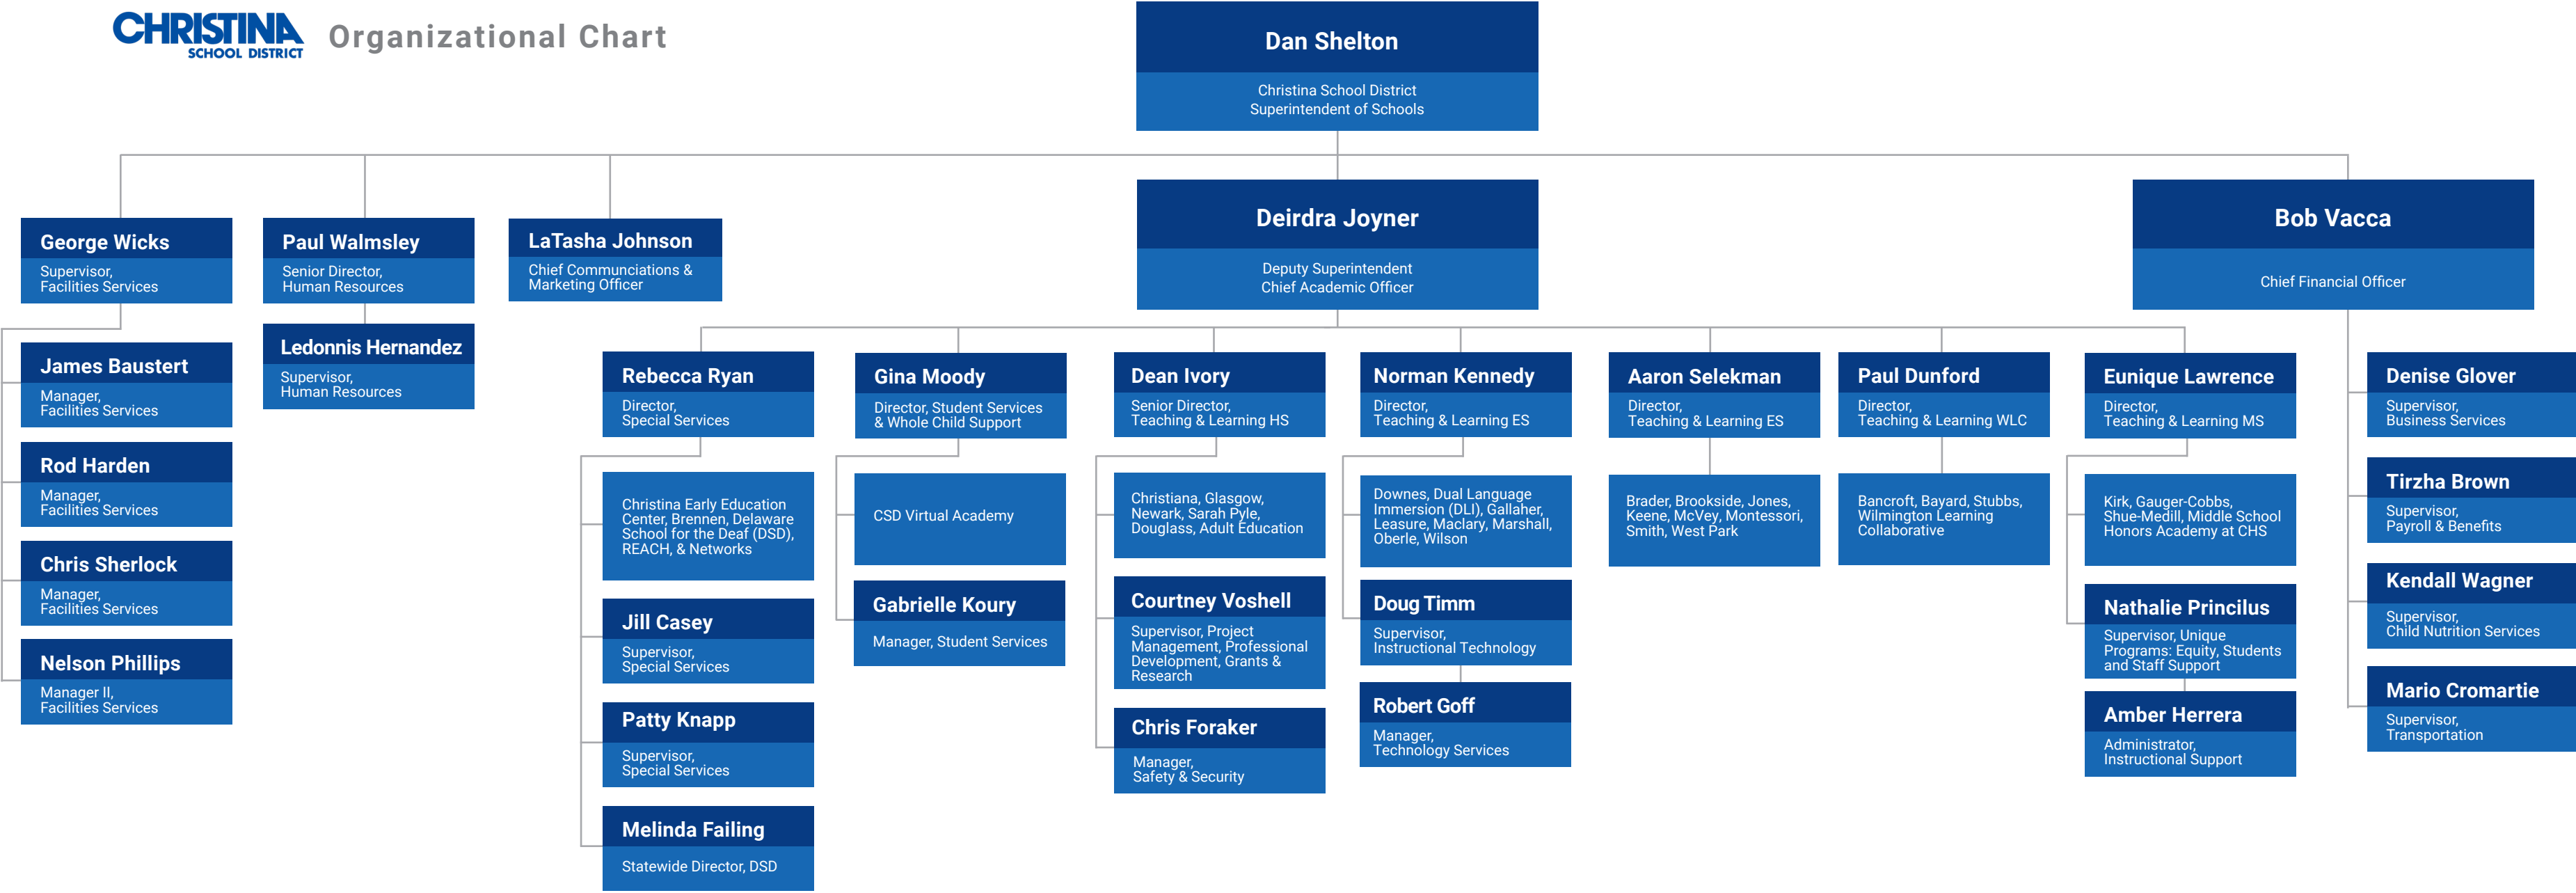 CHRISTINA
SCHOOL DISTRICT
Organizational Chart
Dan Shelton
Christina School District
Superintendent of Schools
George Wicks
Supervisor,
Facilities Services
Paul Walmsley
Senior Director,
Human Resources
LaTasha Johnson
Chief Communciations &
Marketing Officer
Deirdra Joyner
Deputy Superintendent
Chief Academic Officer
Bob Vacca
Chief Financial Officer
James Baustert
Manager,
Facilities Services
Rod Harden
Manager,
Facilities Services
Chris Sherlock
Manager,
Facilities Services
Nelson Phillips
Manager II,
Facilities Services
Ledonnis Hernandez
Supervisor,
Human Resources
Rebecca Ryan
Director,
Special Services
Christina Early Education
Center, Brennen, Delaware
School for the Deaf (DSD),
REACH, & Networks
Jill Casey
Supervisor,
Special Services
Patty Knapp
Supervisor,
Special Services
Melinda Failing
Statewide Director, DSD
Gina Moody
Director, Student Services
& Whole Child Support
CSD Virtual Academy
Gabrielle Koury
Manager, Student Services
Dean Ivory
Senior Director,
Teaching & Learning HS
Christiana, Glasgow,
Newark, Sarah Pyle,
Douglass, Adult Education
Courtney Voshell
Supervisor, Project
Management, Professional
Development, Grants &
Research
Chris Foraker
Manager,
Safety & Security
Norman Kennedy
Director,
Teaching & Learning ES
Downes, Dual Language
Immersion (DLI), Gallaher,
Leasure, Maclary, Marshall,
Oberle, Wilson
Doug Timm
Supervisor,
Instructional Technology
Robert Goff
Manager,
Technology Services
Aaron Selekman
Director,
Teaching & Learning ES
Brader, Brookside, Jones,
Keene, McVey, Montessori,
Smith, West Park
Paul Dunford
Director,
Teaching & Learning WLC
Bancroft, Bayard, Stubbs,
Wilmington Learning
Collaborative
Eunique Lawrence
Director,
Teaching & Learning MS
Kirk, Gauger-Cobbs,
Shue-Medill, Middle School
Honors Academy at CHS
Nathalie Princilus
Supervisor, Unique
Programs: Equity, Students
and Staff Support
Amber Herrera
Administrator,
Instructional Support
Denise Glover
Supervisor,
Business Services
Tirzha Brown
Supervisor,
Payroll & Benefits
Kendall Wagner
Supervisor,
Child Nutrition Services
Mario Cromartie
Supervisor,
Transportation